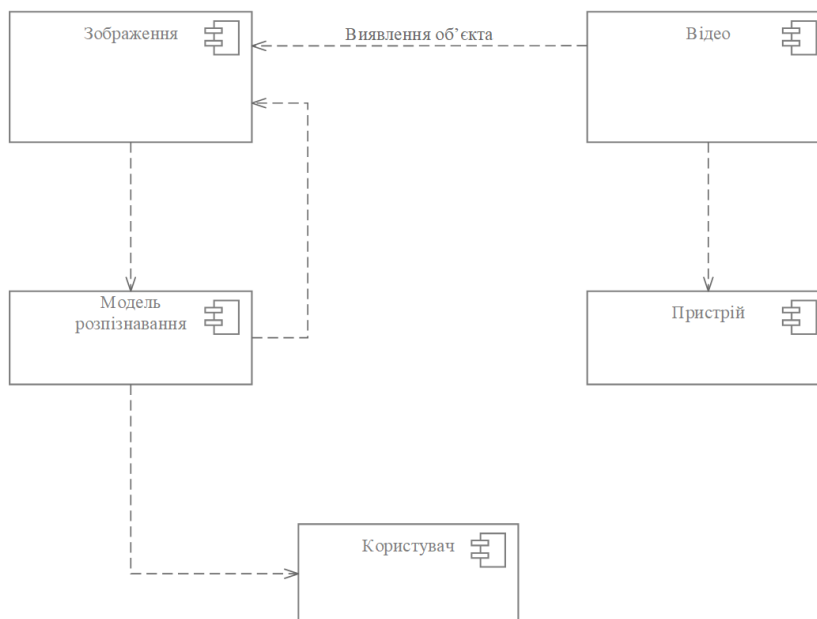 Зображення
Виявлення об’єкта
Відео
Модель
розпізнавання
Пристрій
Користувач